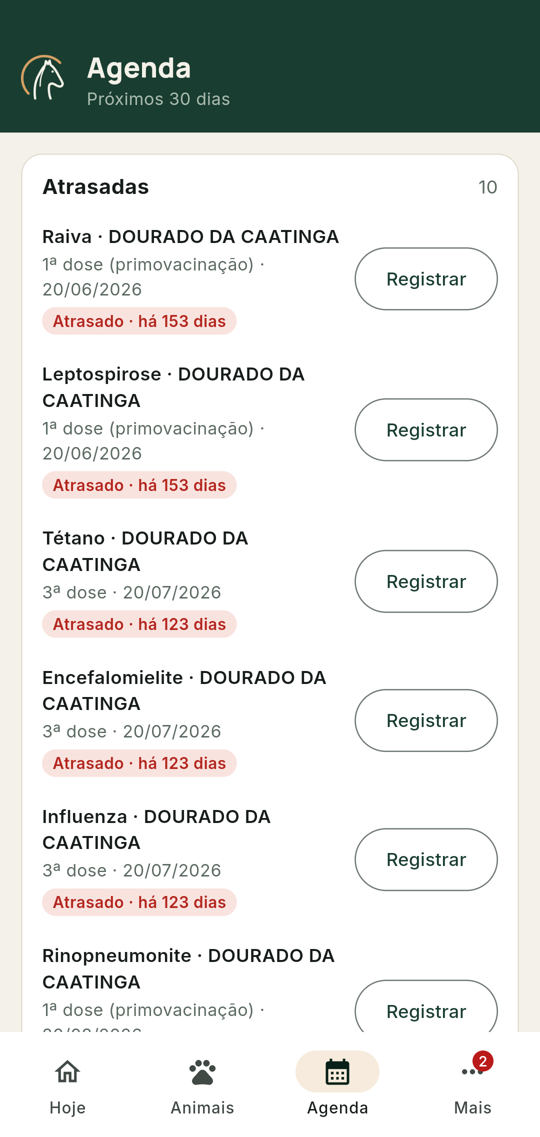 Agenda
Próximos 30 dias
Atrasadas
10
Raiva · DOURADO DA CAATINGA
1ª dose (primovacinação) ·
20/06/2026
Atrasado · há 153 dias
Registrar
Leptospirose · DOURADO DA
CAATINGA
1ª dose (primovacinação) ·
20/06/2026
Atrasado · há 153 dias
Registrar
Tétano · DOURADO DA
CAATINGA
3ª dose · 20/07/2026
Atrasado · há 123 dias
Registrar
Encefalomielite · DOURADO DA
CAATINGA
3ª dose · 20/07/2026
Atrasado · há 123 dias
Registrar
Influenza · DOURADO DA
CAATINGA
3ª dose · 20/07/2026
Atrasado · há 123 dias
Registrar
Rinopneumonite · DOURADO DA
CAATINGA
1ª dose (primovacinação) ·
Registrar
2
Hoje
Animais
Agenda
Mais